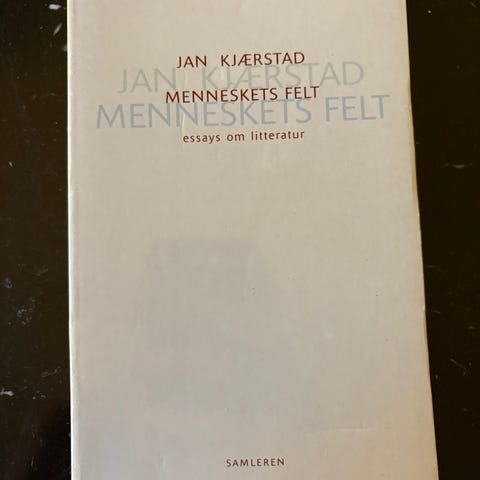 JAN KJÆRSTAD
JAN KJÆRSTAD
MENNESKETS FELT
MENNESKETS FELT
essays om litteratur
SAMLEREN